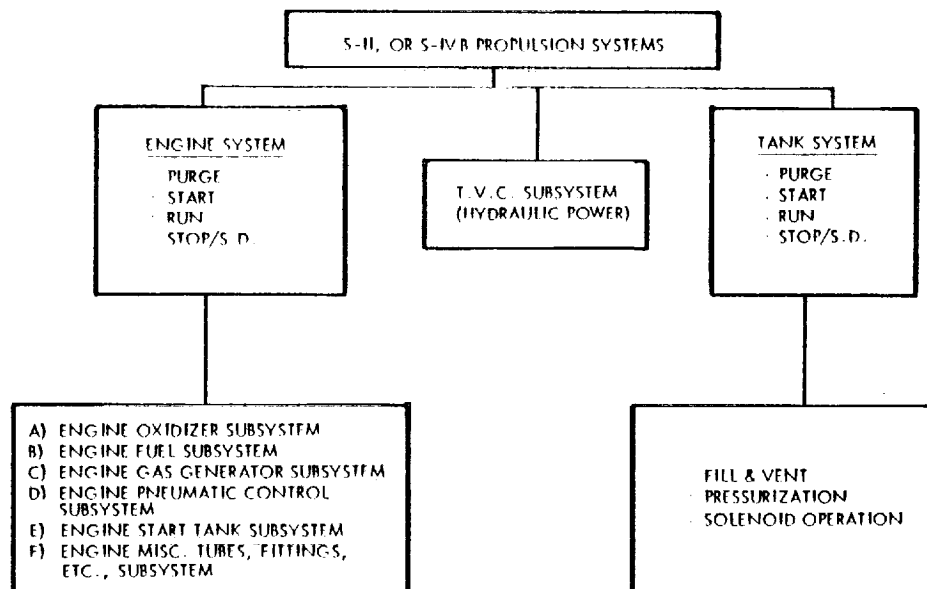 S-II, OR S-IVB PROPULSION SYSTEMS
ENGINE SYSTEM
PURGE
· START
· RUN
STOP/S.D.
T.V.C. SUBSYSTEM
(HYDRAULIC POWER)
TANK SYSTEM
· PURGE
· START
· RUN
· STOP/S.D.
A) ENGINE OXIDIZER SUBSYSTEM
B) ENGINE FUEL SUBSYSTEM
C) ENGINE GAS GENERATOR SUBSYSTEM
D) ENGINE PNEUMATIC CONTROL
SUBSYSTEM
E) ENGINE START TANK SUBSYSTEM
F) ENGINE MISC. TUBES, FITTINGS,
ETC., SUBSYSTEM
FILL & VENT
· PRESSURIZATION
· SOLENOID OPERATION